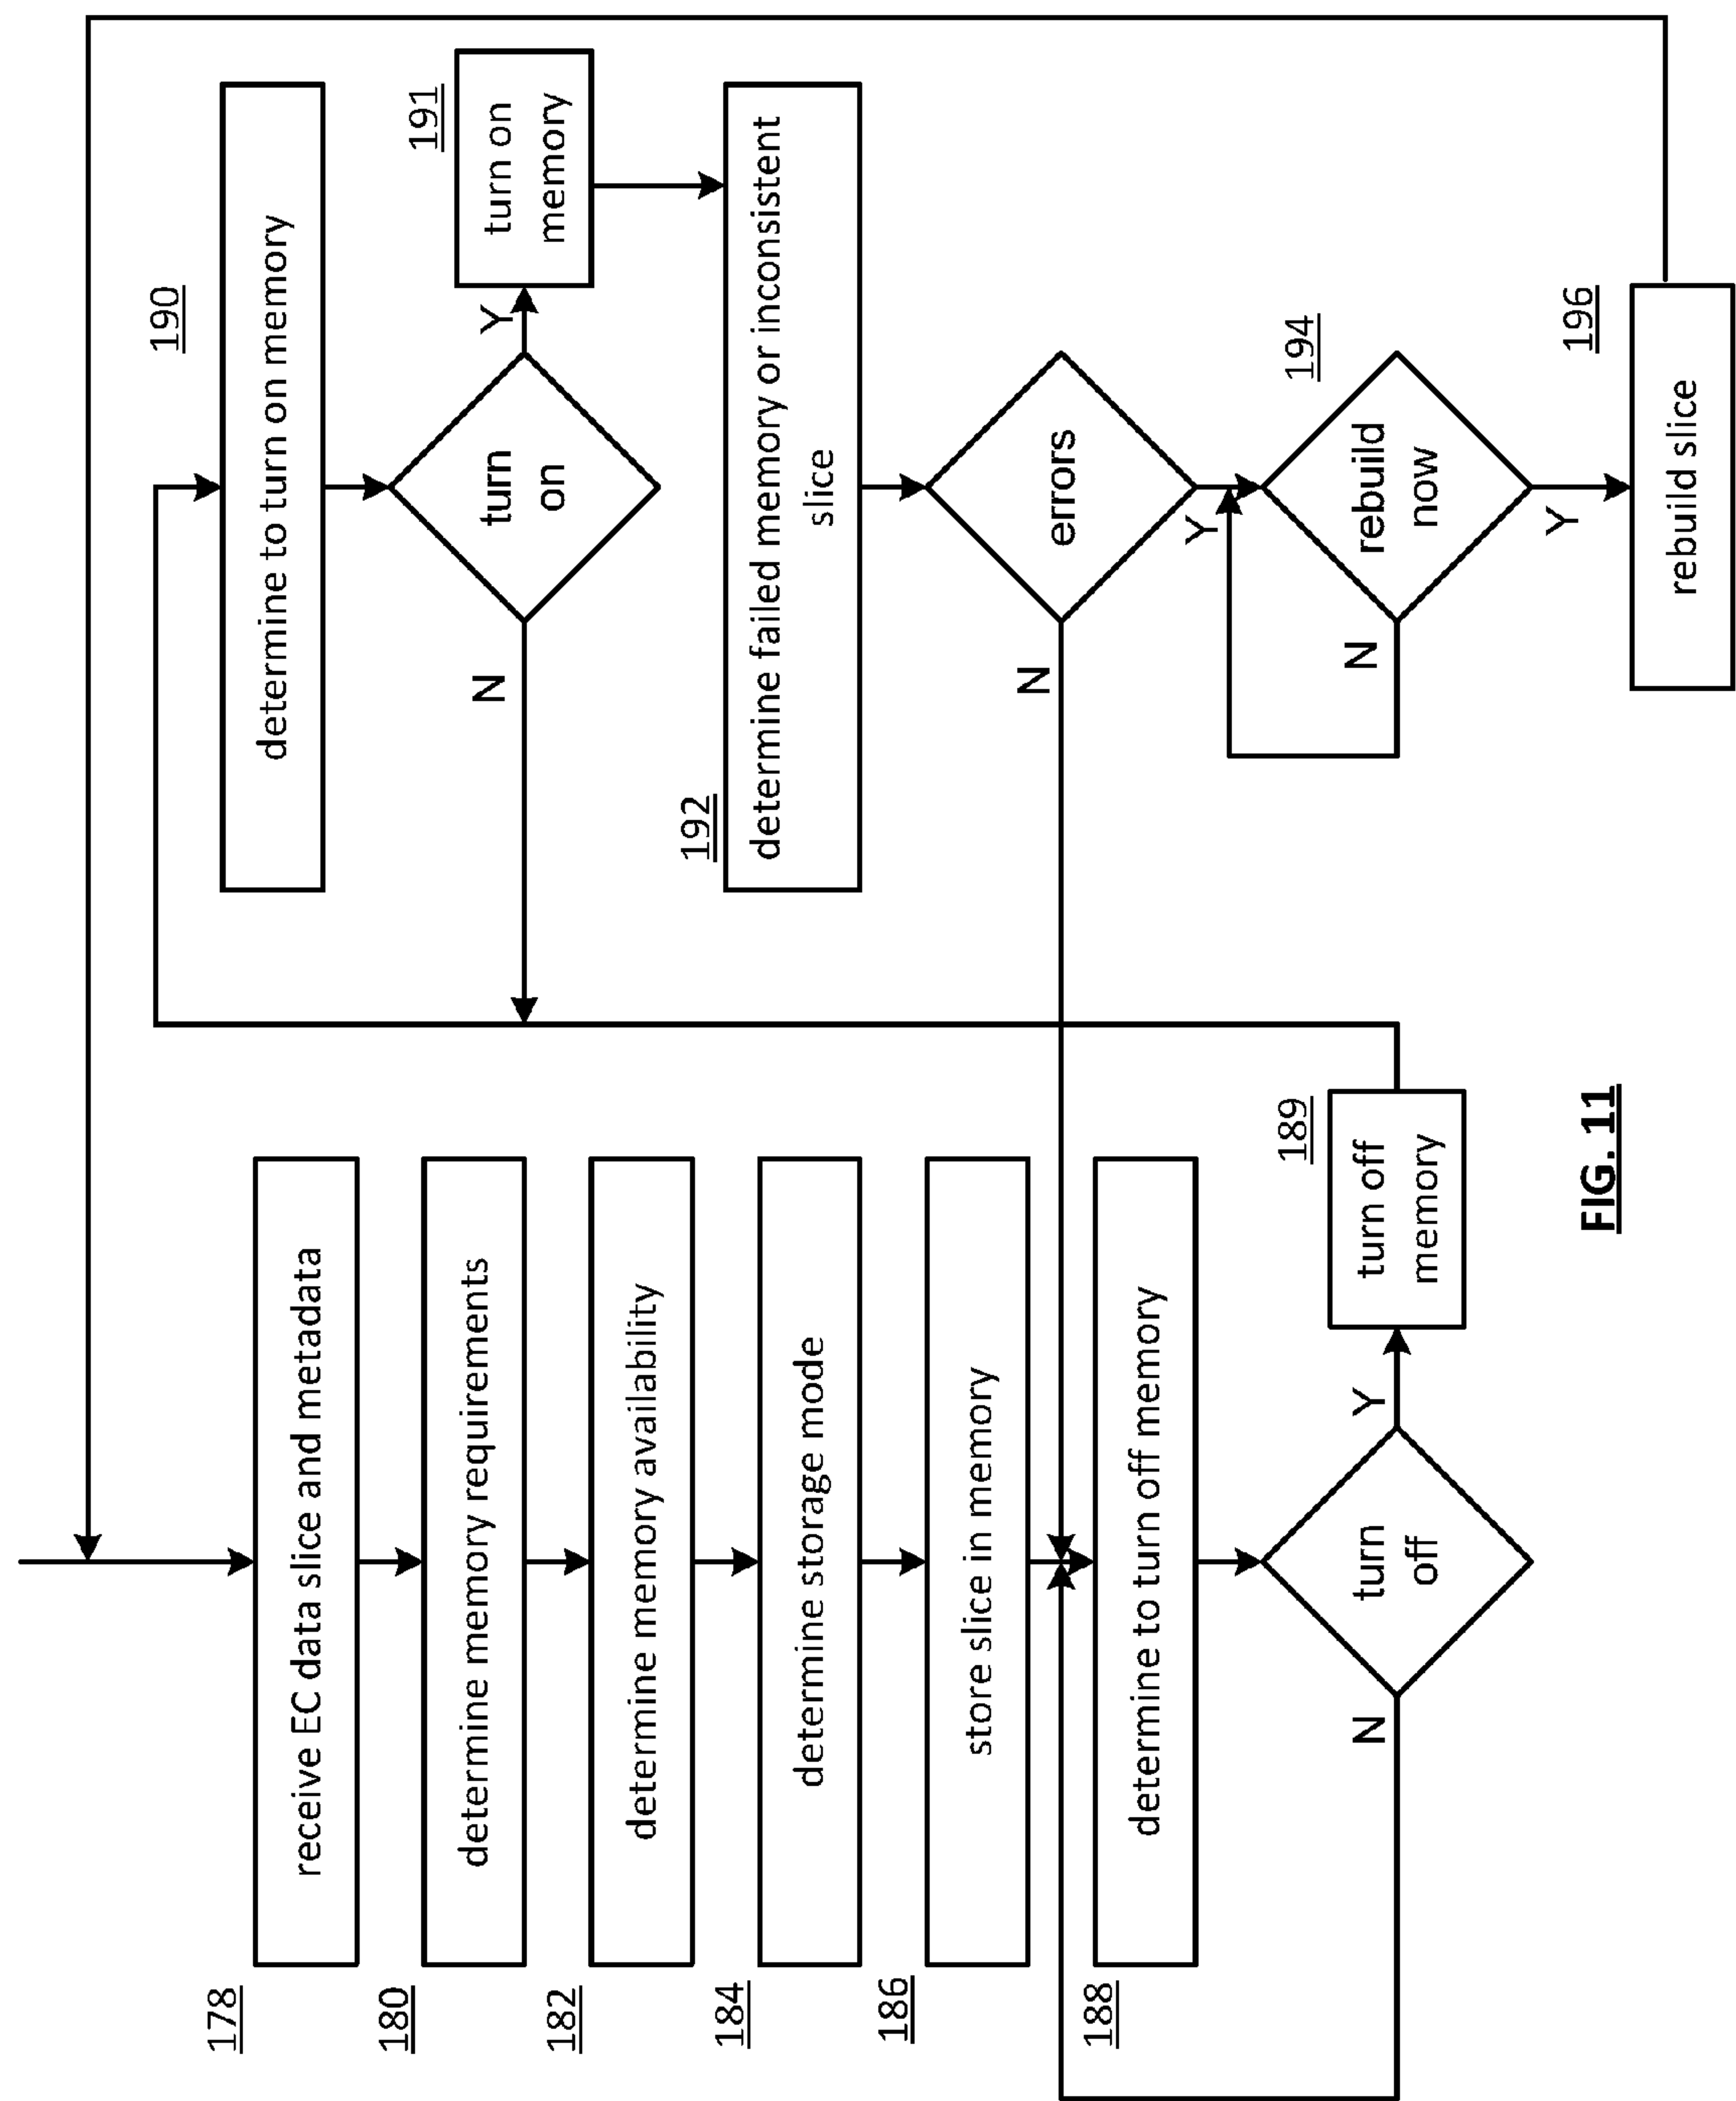 178
receive EC data slice and metadata
180
determine memory requirements
182
determine memory availability
184
determine storage mode
186
store slice in memory
188
determine to turn off memory
turn
off
N
Y
189
turn off
memory
190
determine to turn on memory
turn
on
N
Y
191
turn on
memory
192
determine failed memory or inconsistent
slice
errors
N
Y
194
rebuild
now
N
Y
196
rebuild slice
FIG. 11